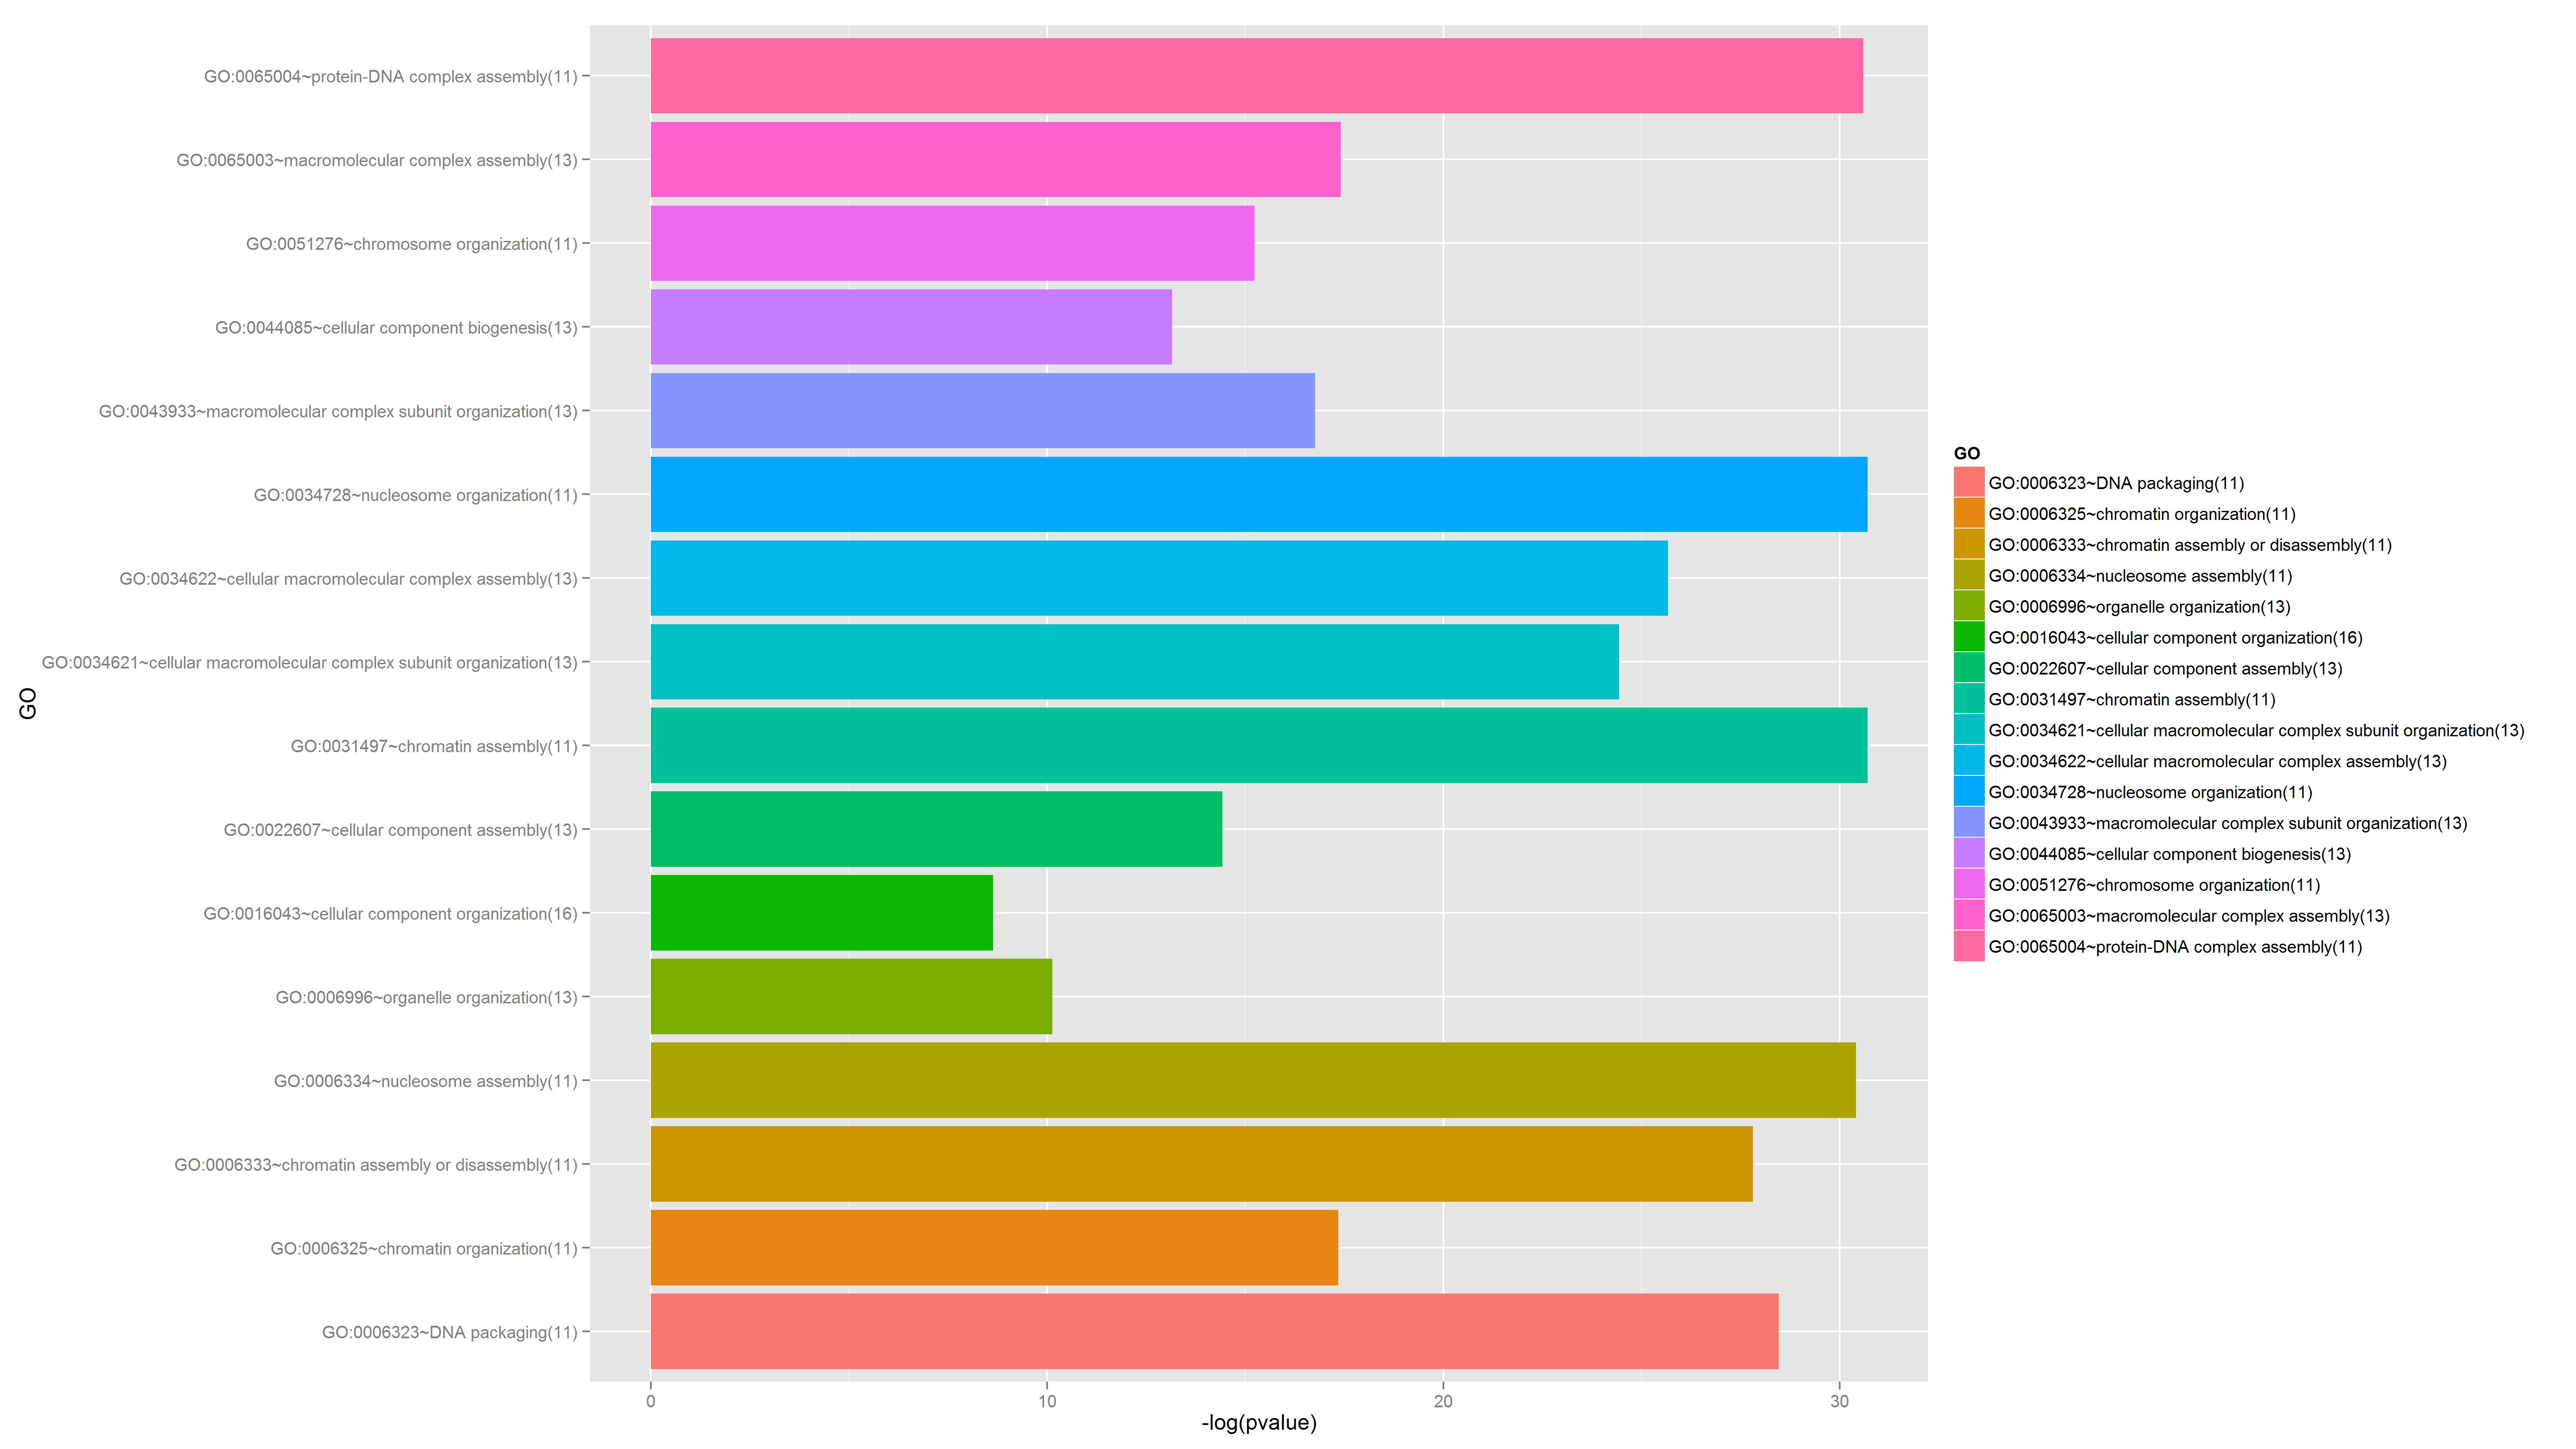 GO:0065004~protein-DNA complex assembly(11)
GO:0065003~macromolecular complex assembly(13)
GO:0051276~chromosome organization(11)
GO:0044085~cellular component biogenesis(13)
GO:0043933~macromolecular complex subunit organization(13)
GO:0034728~nucleosome organization(11)
GO:0034622~cellular macromolecular complex assembly(13)
GO:0034621~cellular macromolecular complex subunit organization(13)
GO:0031497~chromatin assembly(11)
GO:0022607~cellular component assembly(13)
GO:0016043~cellular component organization(16)
GO:0006996~organelle organization(13)
GO:0006334~nucleosome assembly(11)
GO:0006333~chromatin assembly or disassembly(11)
GO:0006325~chromatin organization(11)
GO:0006323~DNA packaging(11)
GO
0 10 20 30
-log(pvalue)
GO
GO:0006323~DNA packaging(11)
GO:0006325~chromatin organization(11)
GO:0006333~chromatin assembly or disassembly(11)
GO:0006334~nucleosome assembly(11)
GO:0006996~organelle organization(13)
GO:0016043~cellular component organization(16)
GO:0022607~cellular component assembly(13)
GO:0031497~chromatin assembly(11)
GO:0034621~cellular macromolecular complex subunit organization(13)
GO:0034622~cellular macromolecular complex assembly(13)
GO:0034728~nucleosome organization(11)
GO:0043933~macromolecular complex subunit organization(13)
GO:0044085~cellular component biogenesis(13)
GO:0051276~chromosome organization(11)
GO:0065003~macromolecular complex assembly(13)
GO:0065004~protein-DNA complex assembly(11)